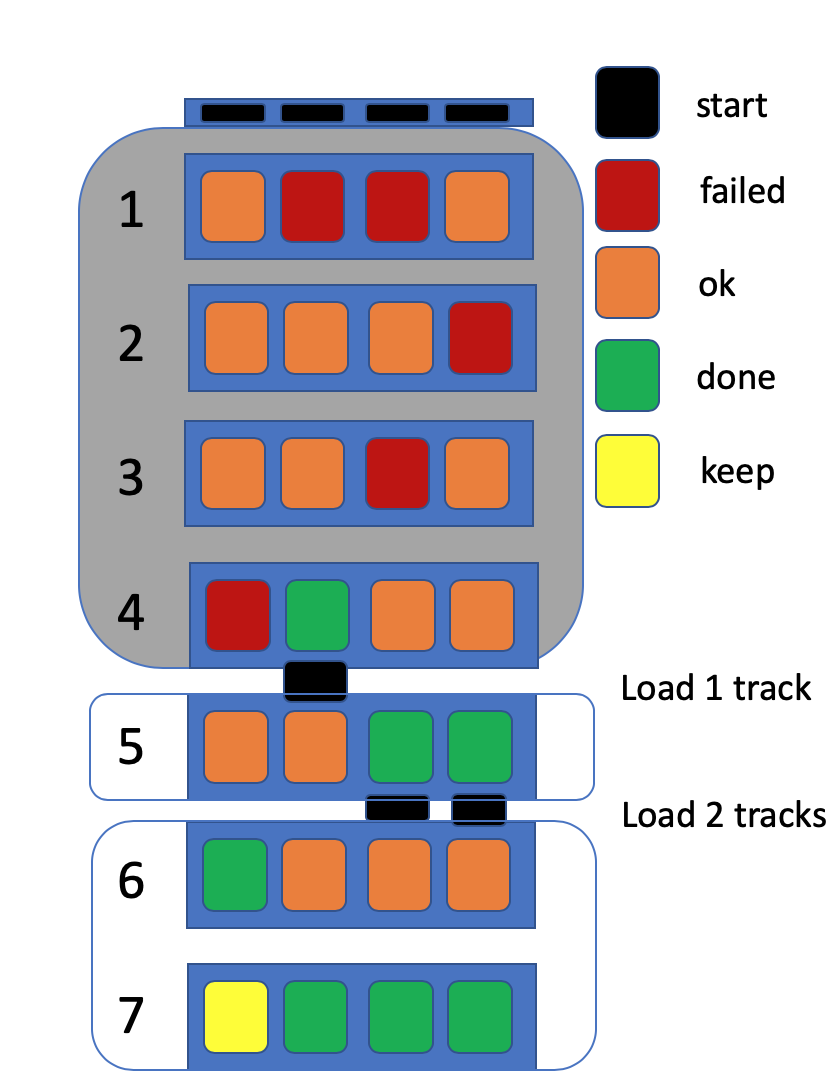 start
1
failed
ok
2
done
3
keep
4
Load 1 track
5
Load 2 tracks
6
7